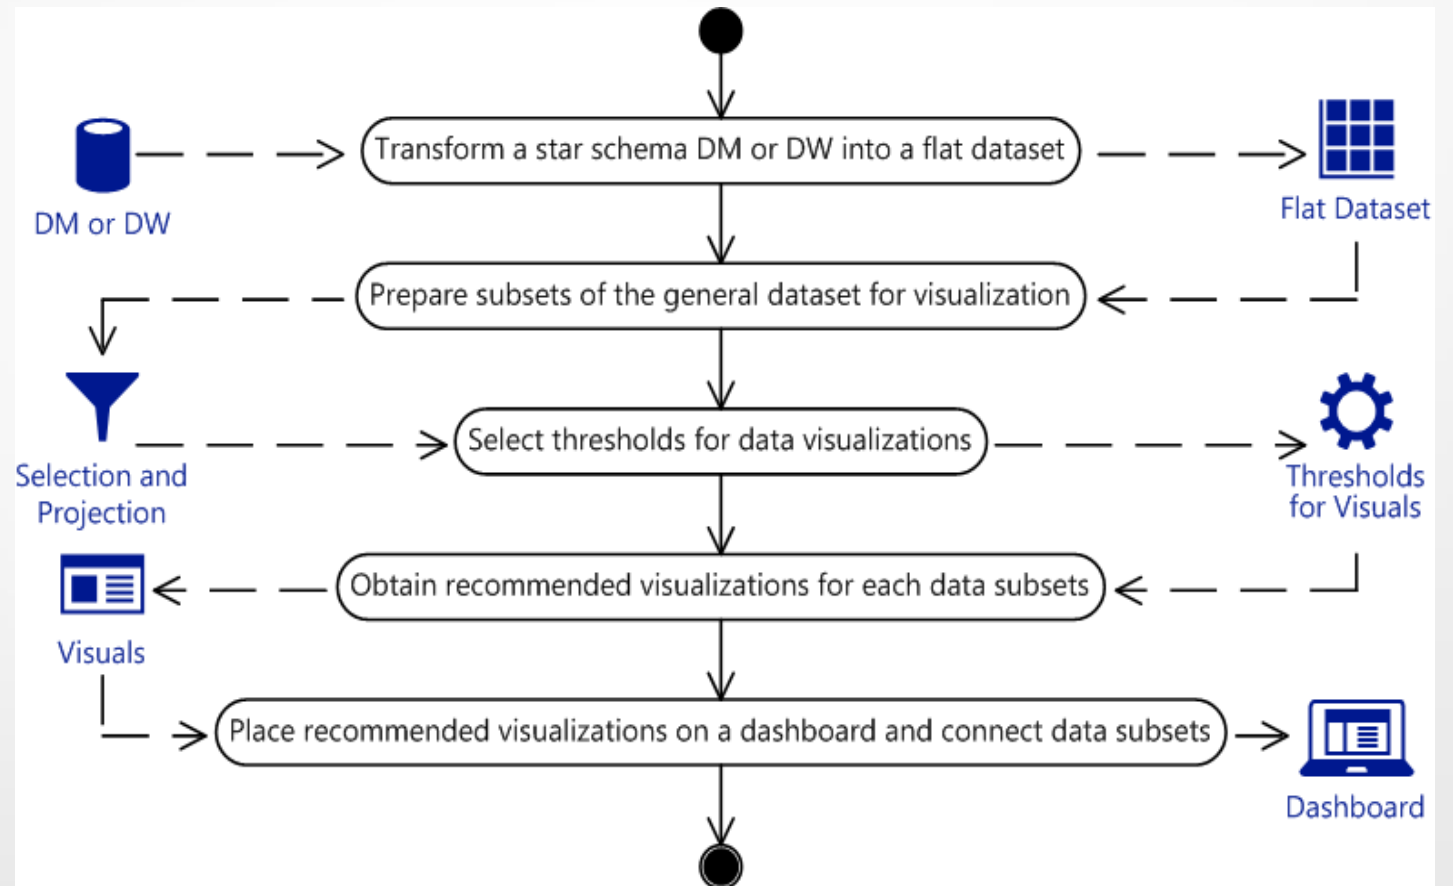 Transform a star schema DM or DW into a flat dataset
DM or DW
Flat Dataset
Prepare subsets of the general dataset for visualization
Select thresholds for data visualizations
Selection and
Projection
Thresholds
for Visuals
Obtain recommended visualizations for each data subsets
Visuals
Place recommended visualizations on a dashboard and connect data subsets
Dashboard